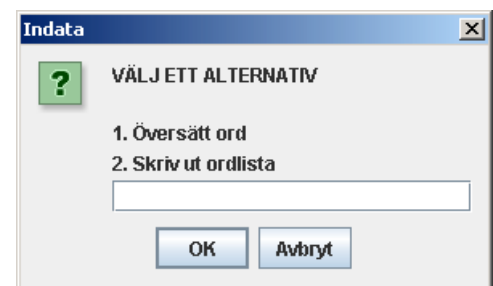 Indata
?
VÄLJ ETT ALTERNATIV
1. Översätt ord
2. Skriv ut ordlista
OK Avbryt